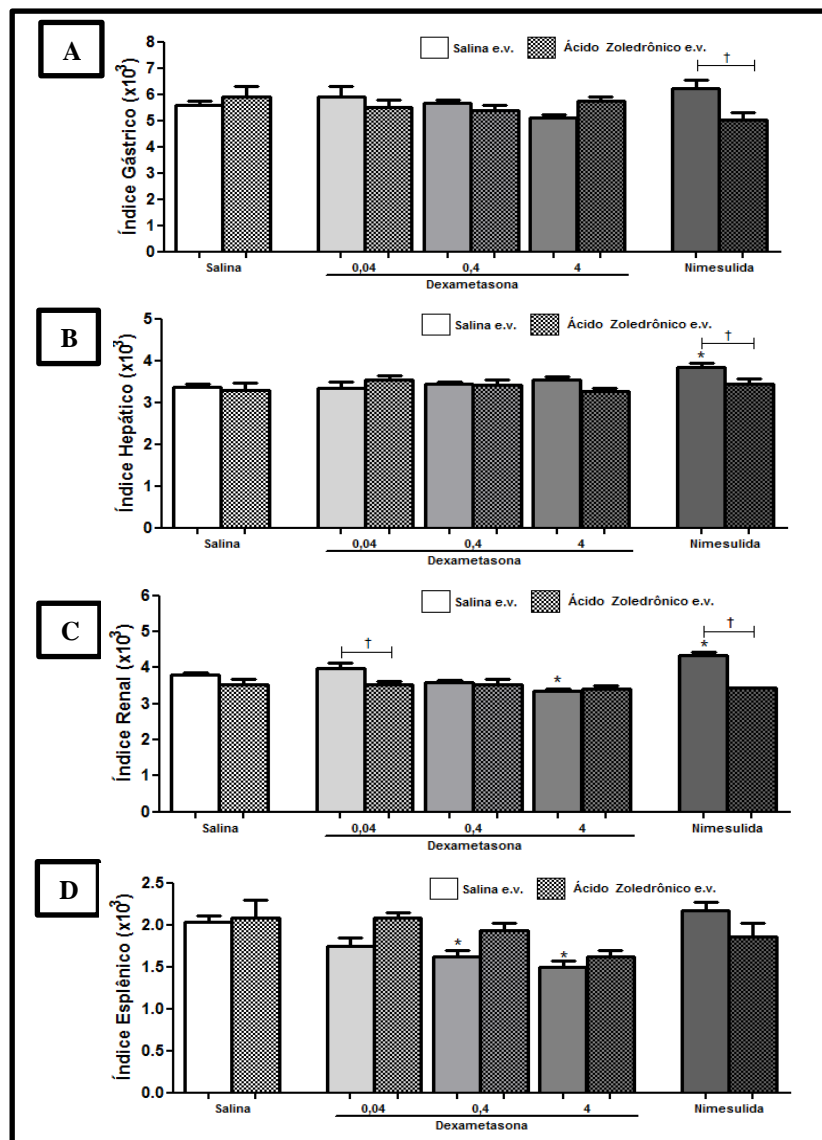 A
Índice Gástrico (x10³)
8
7
6
5
4
3
2
1
0
Salina e.v. Ácido Zoledrônico e.v.
†
Salina 0,04 0,4 4 Nimesulida
Dexametasona
B
Índice Hepático (x10³)
5
4
3
2
1
0
Salina e.v. Ácido Zoledrônico e.v.
†
*
Salina 0,04 0,4 4 Nimesulida
Dexametasona
C
Índice Renal (x10³)
6
5
4
3
2
1
0
Salina e.v. Ácido Zoledrônico e.v.
† * * †
Salina 0,04 0,4 4 Nimesulida
Dexametasona
D
Índice Esplênico (x10³)
2.5
2.0
1.5
1.0
0.5
0.0
Salina e.v. Ácido Zoledrônico e.v.
* *
Salina 0,04 0,4 4 Nimesulida
Dexametasona